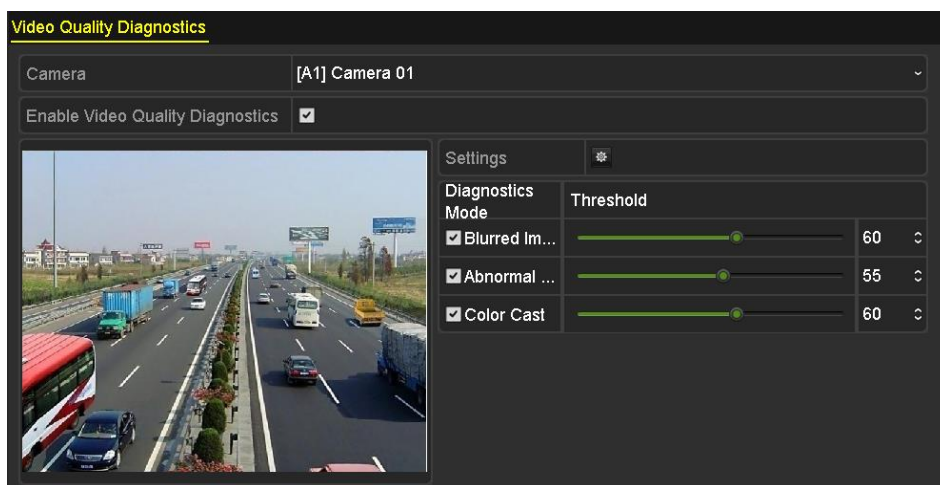 Video Quality Diagnostics
Camera
[A1] Camera 01
Enable Video Quality Diagnostics
Settings
Diagnostics
Mode
Threshold
Blurred Im...
60
Abnormal ...
55
Color Cast
60